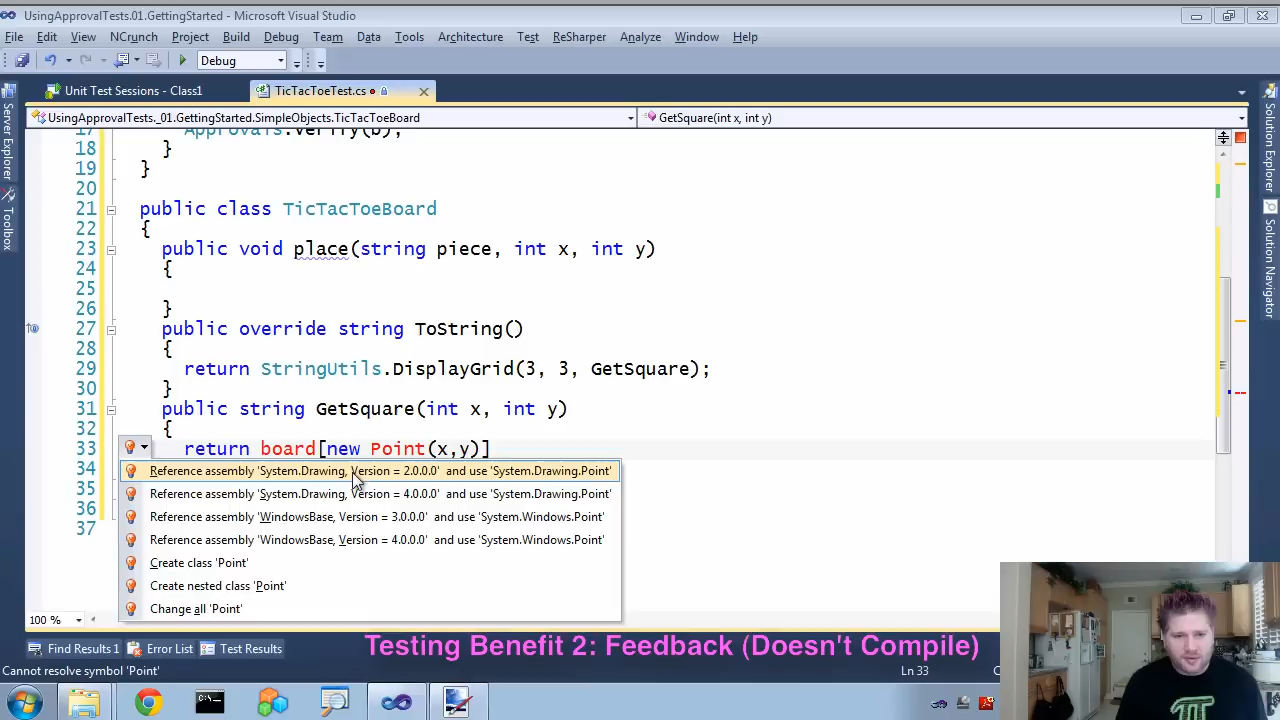 UsingApprovalTests.01.GettingStarted - Microsoft Visual Studio
File Edit View NCrunch Project Build Debug Team Data Tools Architecture Test ReSharper Analyze Window Help
Debug
Unit Test Sessions - Class1 TicTacToeTest.cs
UsingApprovalTests._01.GettingStarted.SimpleObjects.TicTacToeBoard GetSquare(int x, int y)
Server Explorer
Toolbox
Solution Explorer
Solution Navigator
17 Approvals.Verify(b);
18 }
19 }
20
21 public class TicTacToeBoard
22 {
23 public void place(string piece, int x, int y)
24 {
25
26 }
27 public override string ToString()
28 {
29 return StringUtils.DisplayGrid(3, 3, GetSquare);
30 }
31 public string GetSquare(int x, int y)
32 {
33 return board[new Point(x,y)]
34
35
36
37
Reference assembly 'System.Drawing, Version = 2.0.0.0' and use 'System.Drawing.Point'
Reference assembly 'System.Drawing, Version = 4.0.0.0' and use 'System.Drawing.Point'
Reference assembly 'WindowsBase, Version = 3.0.0.0' and use 'System.Windows.Point'
Reference assembly 'WindowsBase, Version = 4.0.0.0' and use 'System.Windows.Point'
Create class 'Point'
Create nested class 'Point'
Change all 'Point'
100 %
Find Results 1 Error List Test Results
Testing Benefit 2: Feedback (Doesn't Compile)
Cannot resolve symbol 'Point' Ln 33 C